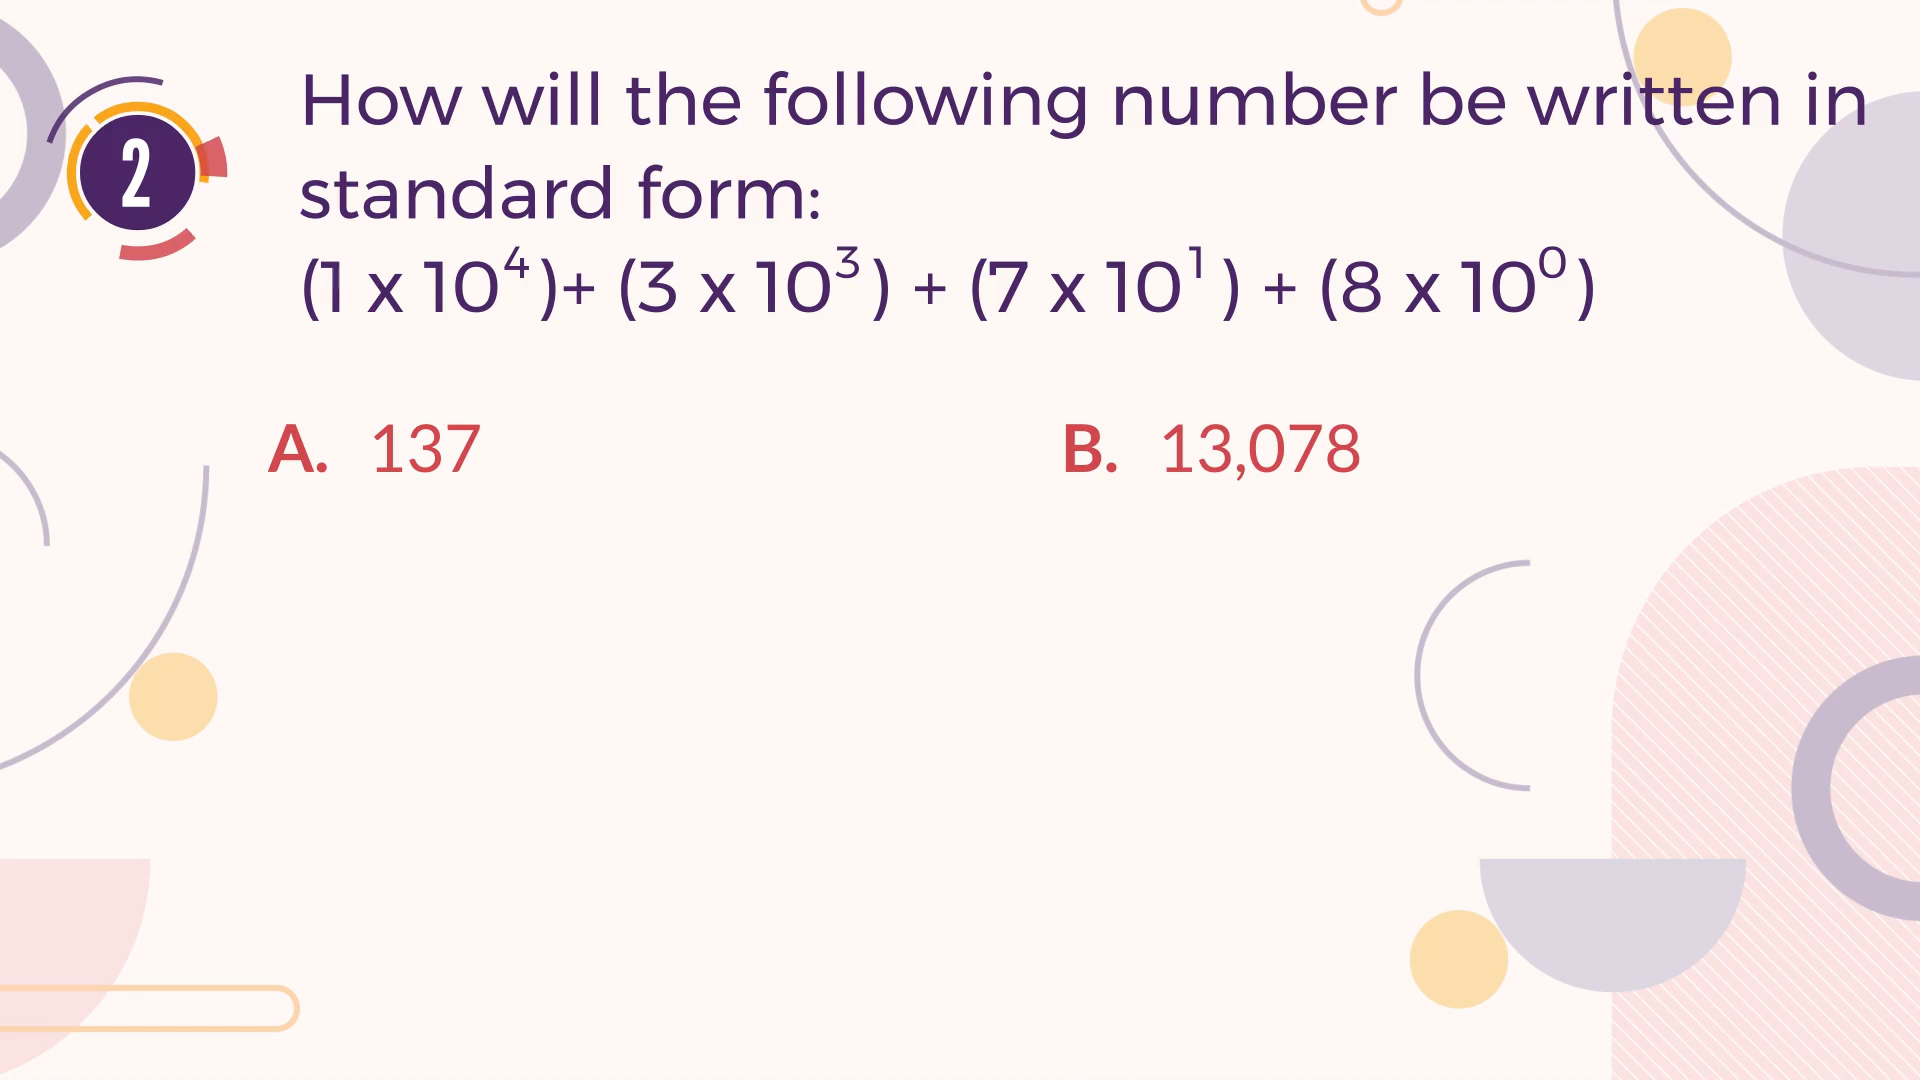 2
How will the following number be written in
standard form:
(1 x 10⁴)+ (3 x 10³) + (7 x 10¹) + (8 x 10⁰)
A. 137
B. 13,078